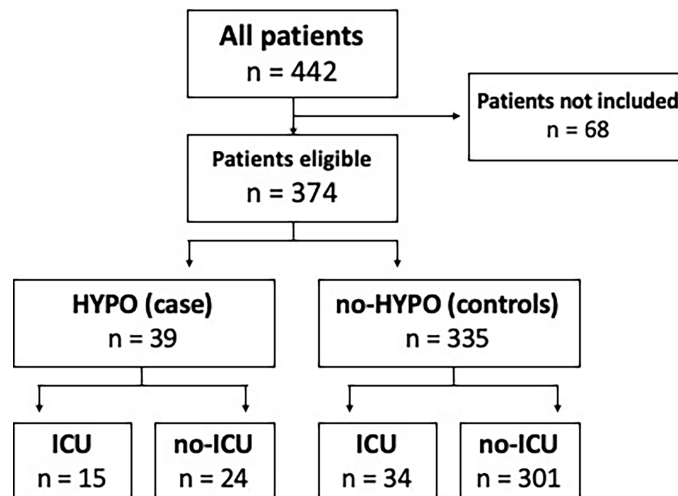 All patients
n = 442
Patients not included
n = 68
Patients eligible
n = 374
HYPO (case)
n = 39
no-HYPO (controls)
n = 335
ICU
n = 15
no-ICU
n = 24
ICU
n = 34
no-ICU
n = 301